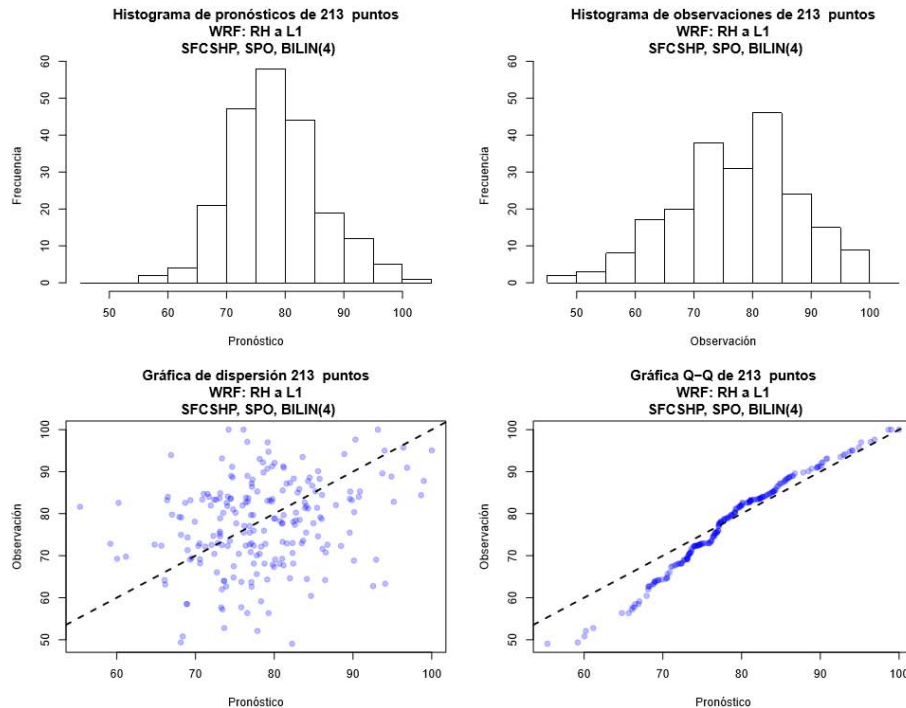 Histograma de pronósticos de 213 puntos
WRF: RH a L1
SFCSHP, SPO, BILIN(4)
Frecuencia
60
50
40
30
20
10
0
50 60 70 80 90 100
Pronóstico
Histograma de observaciones de 213 puntos
WRF: RH a L1
SFCSHP, SPO, BILIN(4)
Frecuencia
60
50
40
30
20
10
0
50 60 70 80 90 100
Observación
Gráfica de dispersión 213 puntos
WRF: RH a L1
SFCSHP, SPO, BILIN(4)
Observación
100
90
80
70
60
50
60 70 80 90 100
Pronóstico
Gráfica Q−Q de 213 puntos
WRF: RH a L1
SFCSHP, SPO, BILIN(4)
Observación
100
90
80
70
60
50
60 70 80 90 100
Pronóstico